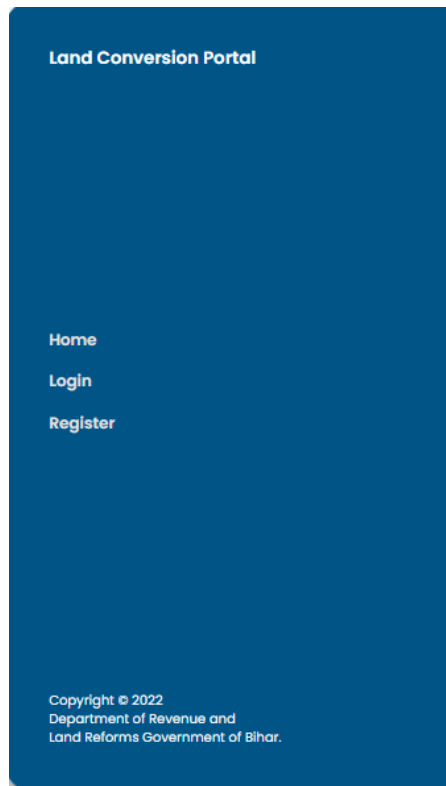 Land Conversion Portal
Home
Login
Register
Copyright © 2022
Department of Revenue and
Land Reforms Government of Bihar.